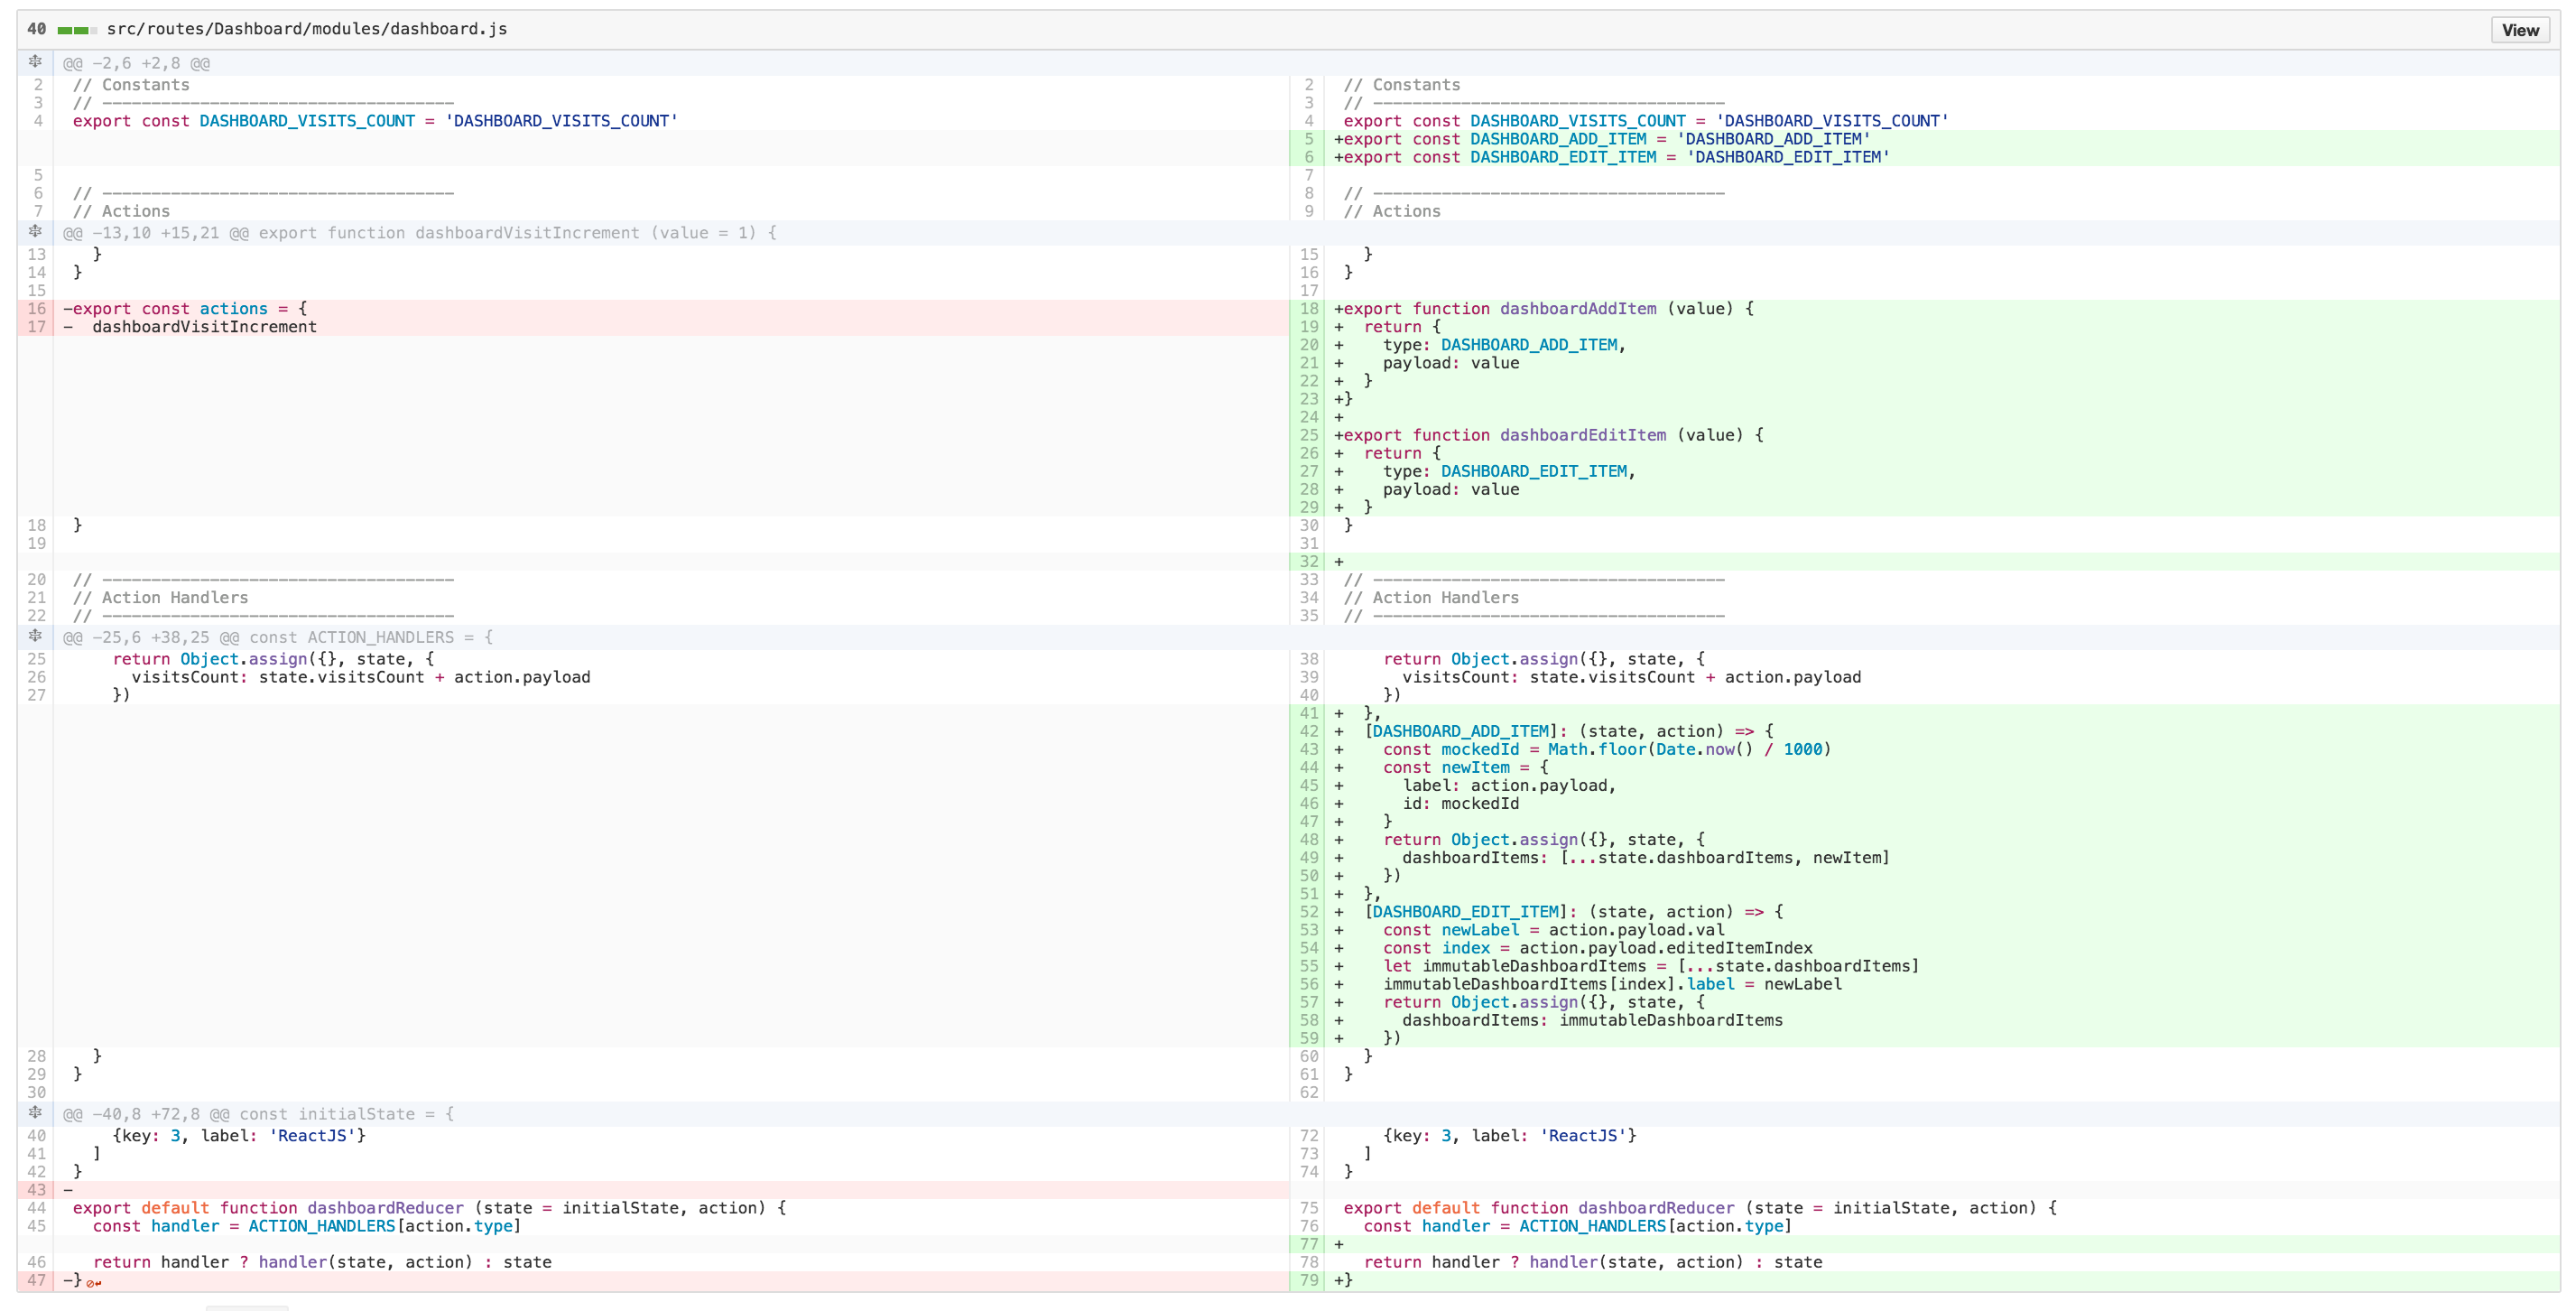 40 src/routes/Dashboard/modules/dashboard.js View
@@ -2,6 +2,8 @@
2 // Constants
3 // ------------------------------------
4 export const DASHBOARD_VISITS_COUNT = 'DASHBOARD_VISITS_COUNT'
5
6 // ------------------------------------
7 // Actions
2 // Constants
3 // ------------------------------------
4 export const DASHBOARD_VISITS_COUNT = 'DASHBOARD_VISITS_COUNT'
5 +export const DASHBOARD_ADD_ITEM = 'DASHBOARD_ADD_ITEM'
6 +export const DASHBOARD_EDIT_ITEM = 'DASHBOARD_EDIT_ITEM'
7
8 // ------------------------------------
9 // Actions
@@ -13,10 +15,21 @@ export function dashboardVisitIncrement (value = 1) {
13   }
14 }
15
16 -export const actions = {
17 -  dashboardVisitIncrement
18 }
19
20 // ------------------------------------
21 // Action Handlers
22 // ------------------------------------
15   }
16 }
17
18 +export function dashboardAddItem (value) {
19 +  return {
20 +    type: DASHBOARD_ADD_ITEM,
21 +    payload: value
22 +  }
23 +}
24 +
25 +export function dashboardEditItem (value) {
26 +  return {
27 +    type: DASHBOARD_EDIT_ITEM,
28 +    payload: value
29 +  }
30 }
31
32 +
33 // ------------------------------------
34 // Action Handlers
35 // ------------------------------------
@@ -25,6 +38,25 @@ const ACTION_HANDLERS = {
25     return Object.assign({}, state, {
26       visitsCount: state.visitsCount + action.payload
27     })
28   }
29 }
30
38     return Object.assign({}, state, {
39       visitsCount: state.visitsCount + action.payload
40     })
41 +  },
42 +  [DASHBOARD_ADD_ITEM]: (state, action) => {
43 +    const mockedId = Math.floor(Date.now() / 1000)
44 +    const newItem = {
45 +      label: action.payload,
46 +      id: mockedId
47 +    }
48 +    return Object.assign({}, state, {
49 +      dashboardItems: [...state.dashboardItems, newItem]
50 +    })
51 +  },
52 +  [DASHBOARD_EDIT_ITEM]: (state, action) => {
53 +    const newLabel = action.payload.val
54 +    const index = action.payload.editedItemIndex
55 +    let immutableDashboardItems = [...state.dashboardItems]
56 +    immutableDashboardItems[index].label = newLabel
57 +    return Object.assign({}, state, {
58 +      dashboardItems: immutableDashboardItems
59 +    })
60   }
61 }
62
@@ -40,8 +72,8 @@ const initialState = {
40     {key: 3, label: 'ReactJS'}
41   ]
42 }
43 -
44 export default function dashboardReducer (state = initialState, action) {
45   const handler = ACTION_HANDLERS[action.type]
46   return handler ? handler(state, action) : state
47 -}
72     {key: 3, label: 'ReactJS'}
73   ]
74 }
75 export default function dashboardReducer (state = initialState, action) {
76   const handler = ACTION_HANDLERS[action.type]
77 +
78   return handler ? handler(state, action) : state
79 +}